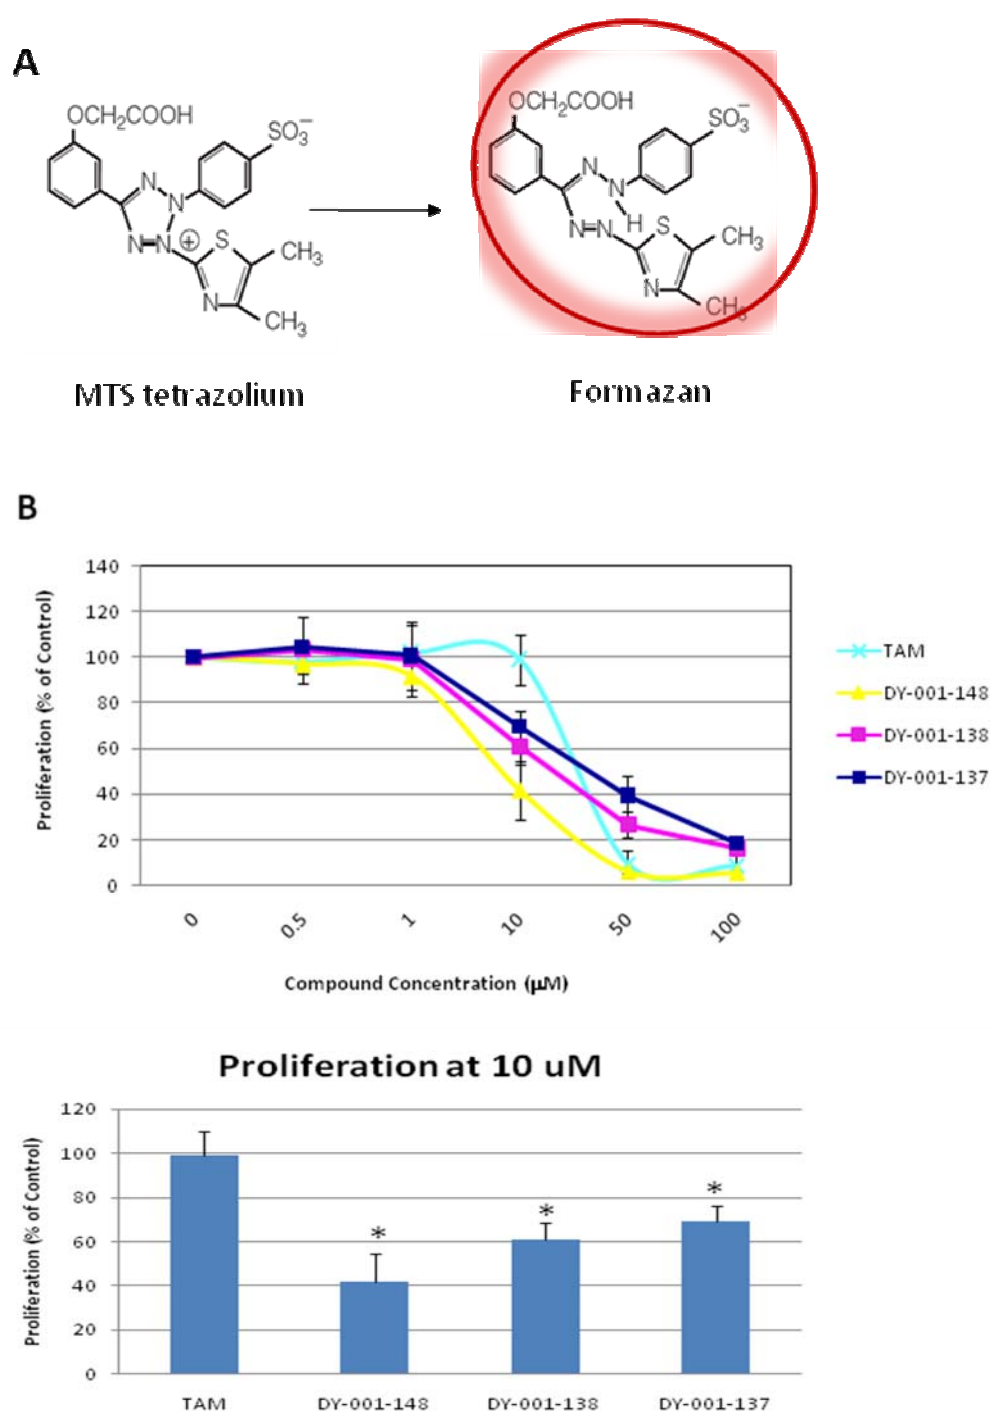 A
OCH2COOH
SO3−
N
N
N
N
+
S
N
CH3
CH3
OCH2COOH
SO3−
N
N
H
N
N
S
N
CH3
CH3
MTS tetrazolium
Formazan
B
Proliferation (% of Control)
140
120
100
80
60
40
20
0
0
0.5
1
10
50
100
Compound Concentration (μM)
TAM
DY-001-148
DY-001-138
DY-001-137
Proliferation at 10 uM
Proliferation (% of Control)
120
100
80
60
40
20
0
*
*
*
TAM
DY-001-148
DY-001-138
DY-001-137